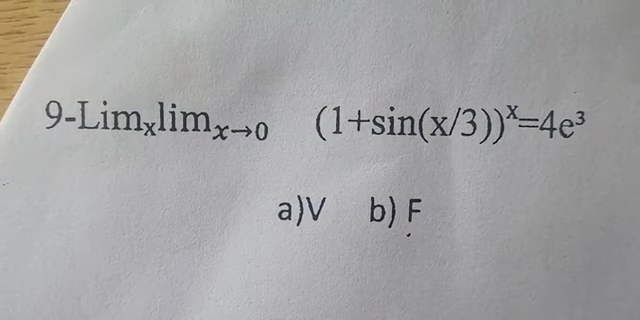 9-Limₓlimₓ→₀ (1+sin(x/3))ˣ=4e³
a)V b) F